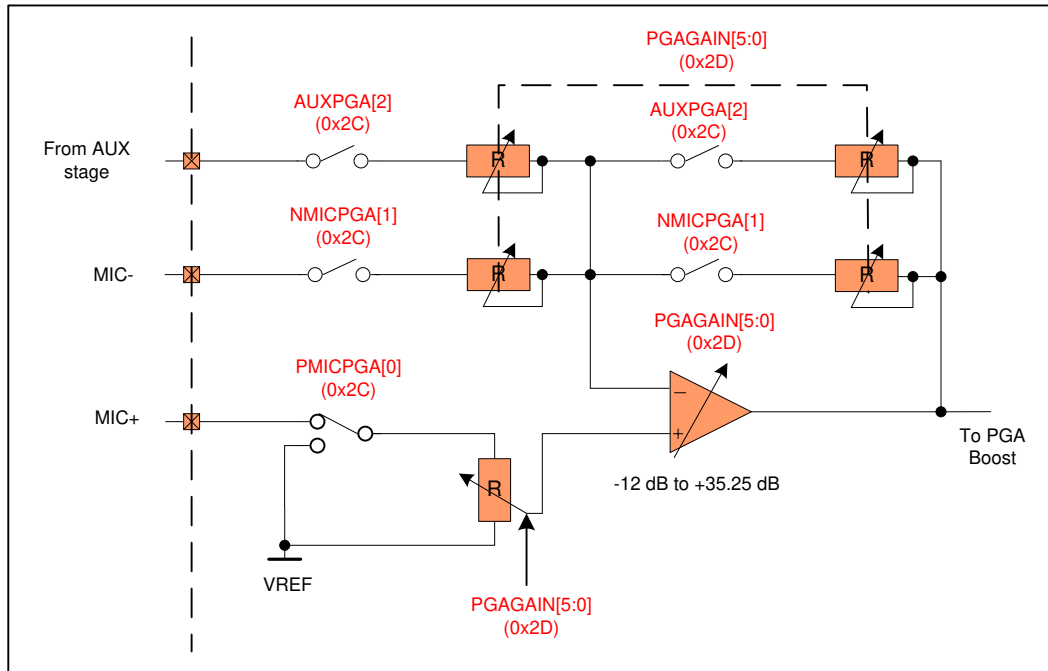 PGAGAIN[5:0]
(0x2D)
AUXPGA[2]
(0x2C)
AUXPGA[2]
(0x2C)
From AUX
stage
R
R
NMICPGA[1]
(0x2C)
NMICPGA[1]
(0x2C)
MIC-
R
R
PGAGAIN[5:0]
(0x2D)
PMICPGA[0]
(0x2C)
MIC+
−
+
To PGA
Boost
R
-12 dB to +35.25 dB
VREF
PGAGAIN[5:0]
(0x2D)